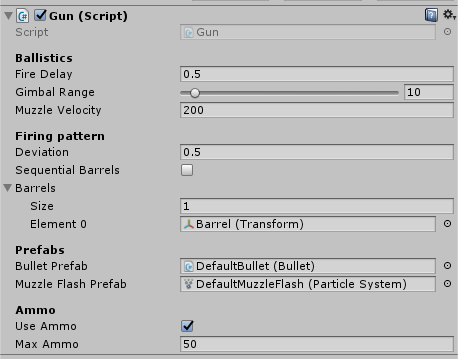 Gun (Script)
Script Gun
Ballistics
Fire Delay 0.5
Gimbal Range 10
Muzzle Velocity 200
Firing pattern
Deviation 0.5
Sequential Barrels
Barrels
Size 1
Element 0 Barrel (Transform)
Prefabs
Bullet Prefab DefaultBullet (Bullet)
Muzzle Flash Prefab DefaultMuzzleFlash (Particle System)
Ammo
Use Ammo
Max Ammo 50